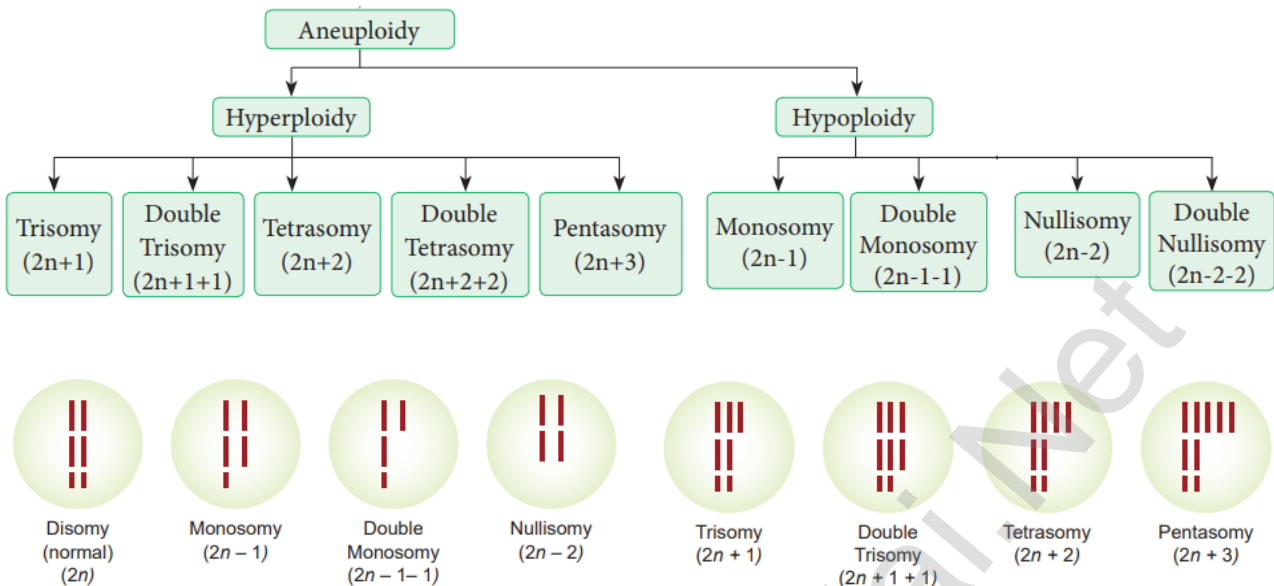 Aneuploidy
Hyperploidy
Hypoploidy
Trisomy
(2n+1)
Double
Trisomy
(2n+1+1)
Tetrasomy
(2n+2)
Double
Tetrasomy
(2n+2+2)
Pentasomy
(2n+3)
Monosomy
(2n-1)
Double
Monosomy
(2n-1-1)
Nullisomy
(2n-2)
Double
Nullisomy
(2n-2-2)
Disomy
(normal)
(2n)
Monosomy
(2n – 1)
Double
Monosomy
(2n – 1– 1)
Nullisomy
(2n – 2)
Trisomy
(2n + 1)
Double
Trisomy
(2n + 1 + 1)
Tetrasomy
(2n + 2)
Pentasomy
(2n + 3)
ai.Net